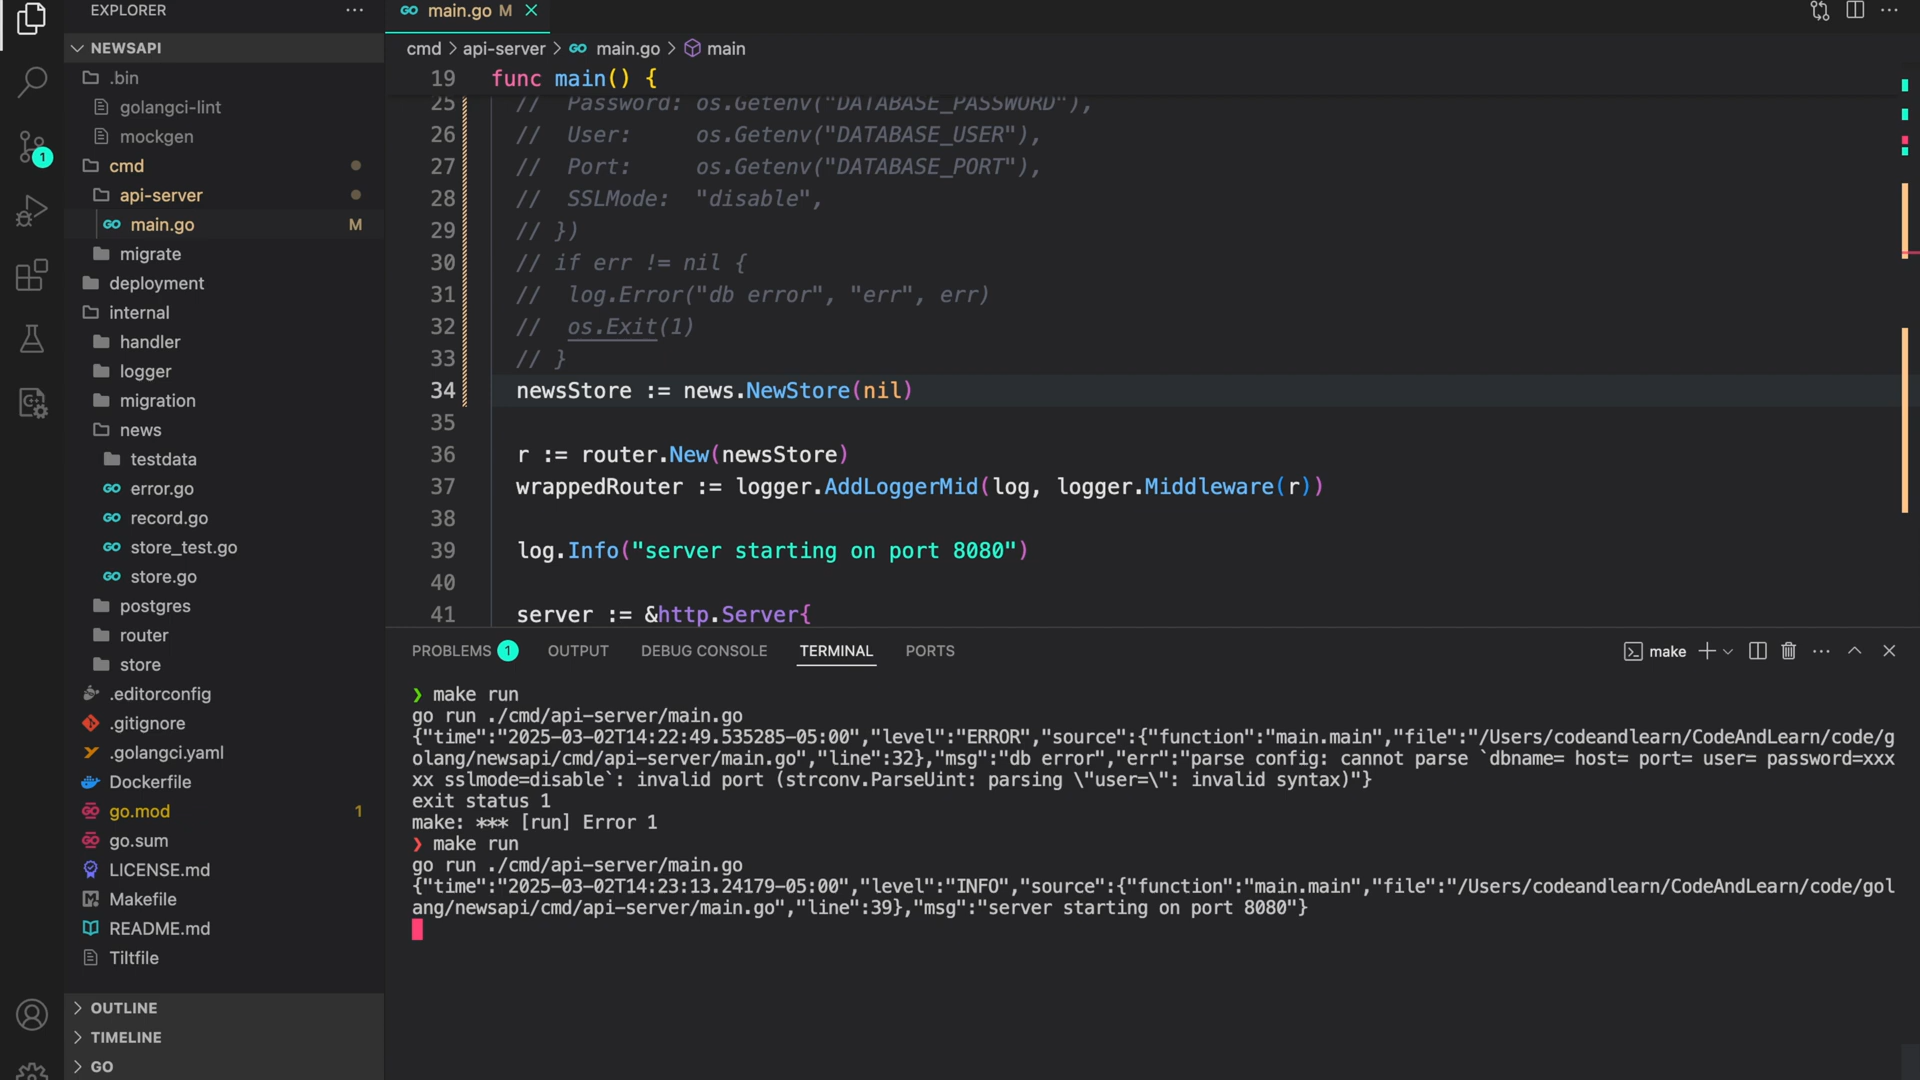 EXPLORER
NEWSAPI
.bin
golangci-lint
mockgen
cmd
api-server
main.go M
migrate
deployment
internal
handler
logger
migration
news
testdata
error.go
record.go
store_test.go
store.go
postgres
router
store
.editorconfig
.gitignore
.golangci.yaml
Dockerfile
go.mod 1
go.sum
LICENSE.md
Makefile
README.md
Tiltfile
OUTLINE
TIMELINE
GO
1
main.go M
cmd > api-server > main.go > main
19 func main() {
25 // Password: os.Getenv("DATABASE_PASSWORD"),
26 // User: os.Getenv("DATABASE_USER"),
27 // Port: os.Getenv("DATABASE_PORT"),
28 // SSLMode: "disable",
29 // })
30 // if err != nil {
31 // log.Error("db error", "err", err)
32 // os.Exit(1)
33 // }
34 newsStore := news.NewStore(nil)
35
36 r := router.New(newsStore)
37 wrappedRouter := logger.AddLoggerMid(log, logger.Middleware(r))
38
39 log.Info("server starting on port 8080")
40
41 server := &http.Server{
PROBLEMS 1 OUTPUT DEBUG CONSOLE TERMINAL PORTS make
❯ make run
go run ./cmd/api-server/main.go
{"time":"2025-03-02T14:22:49.535285-05:00","level":"ERROR","source":{"function":"main.main","file":"/Users/codeandlearn/CodeAndLearn/code/g
olang/newsapi/cmd/api-server/main.go","line":32},"msg":"db error","err":"parse config: cannot parse `dbname= host= port= user= password=xxx
xx sslmode=disable`: invalid port (strconv.ParseUint: parsing \"user=\": invalid syntax)"}
exit status 1
make: *** [run] Error 1
❯ make run
go run ./cmd/api-server/main.go
{"time":"2025-03-02T14:23:13.24179-05:00","level":"INFO","source":{"function":"main.main","file":"/Users/codeandlearn/CodeAndLearn/code/gol
ang/newsapi/cmd/api-server/main.go","line":39},"msg":"server starting on port 8080"}